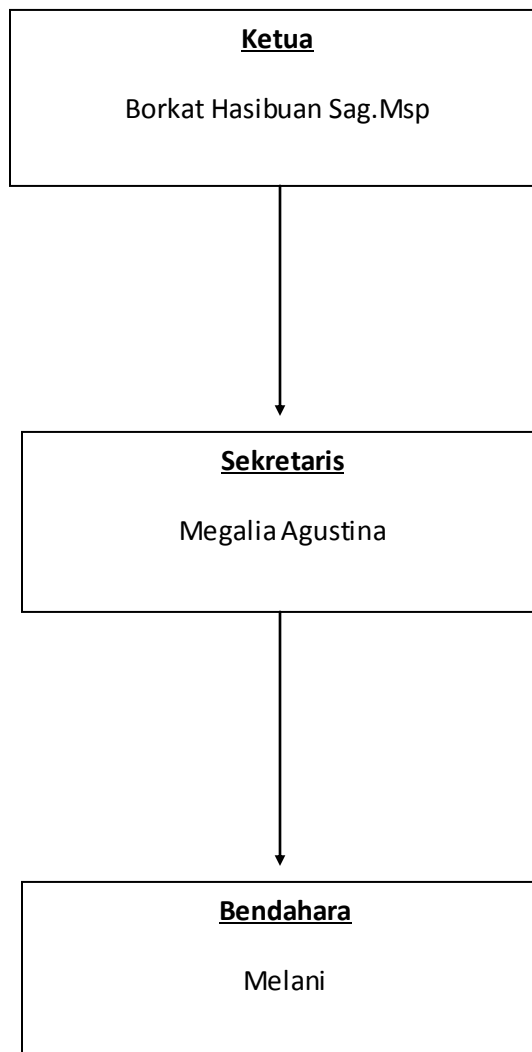 Ketua
Borkat Hasibuan Sag.Msp
Sekretaris
Megalia Agustina
Bendahara
Melani